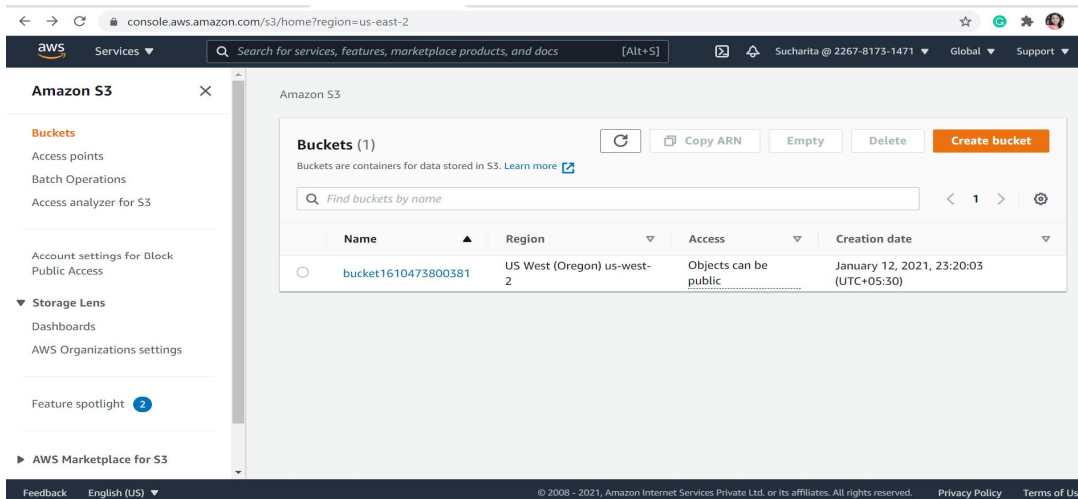 console.aws.amazon.com/s3/home?region=us-east-2
aws Services ▼ Search for services, features, marketplace products, and docs [Alt+S] Sucharita @ 2267-8173-1471 ▼ Global ▼ Support ▼
Amazon S3
Buckets
Access points
Batch Operations
Access analyzer for S3
Account settings for Block
Public Access
▼ Storage Lens
Dashboards
AWS Organizations settings
Feature spotlight 2
▶ AWS Marketplace for S3
Amazon S3
Buckets (1) Copy ARN Empty Delete Create bucket
Buckets are containers for data stored in S3. Learn more
Find buckets by name < 1 >
Name ▲ Region ▽ Access ▽ Creation date ▽
bucket1610473800381 US West (Oregon) us-west-2 Objects can be public January 12, 2021, 23:20:03 (UTC+05:30)
Feedback English (US) ▼ © 2008 - 2021, Amazon Internet Services Private Ltd. or its affiliates. All rights reserved. Privacy Policy Terms of Us